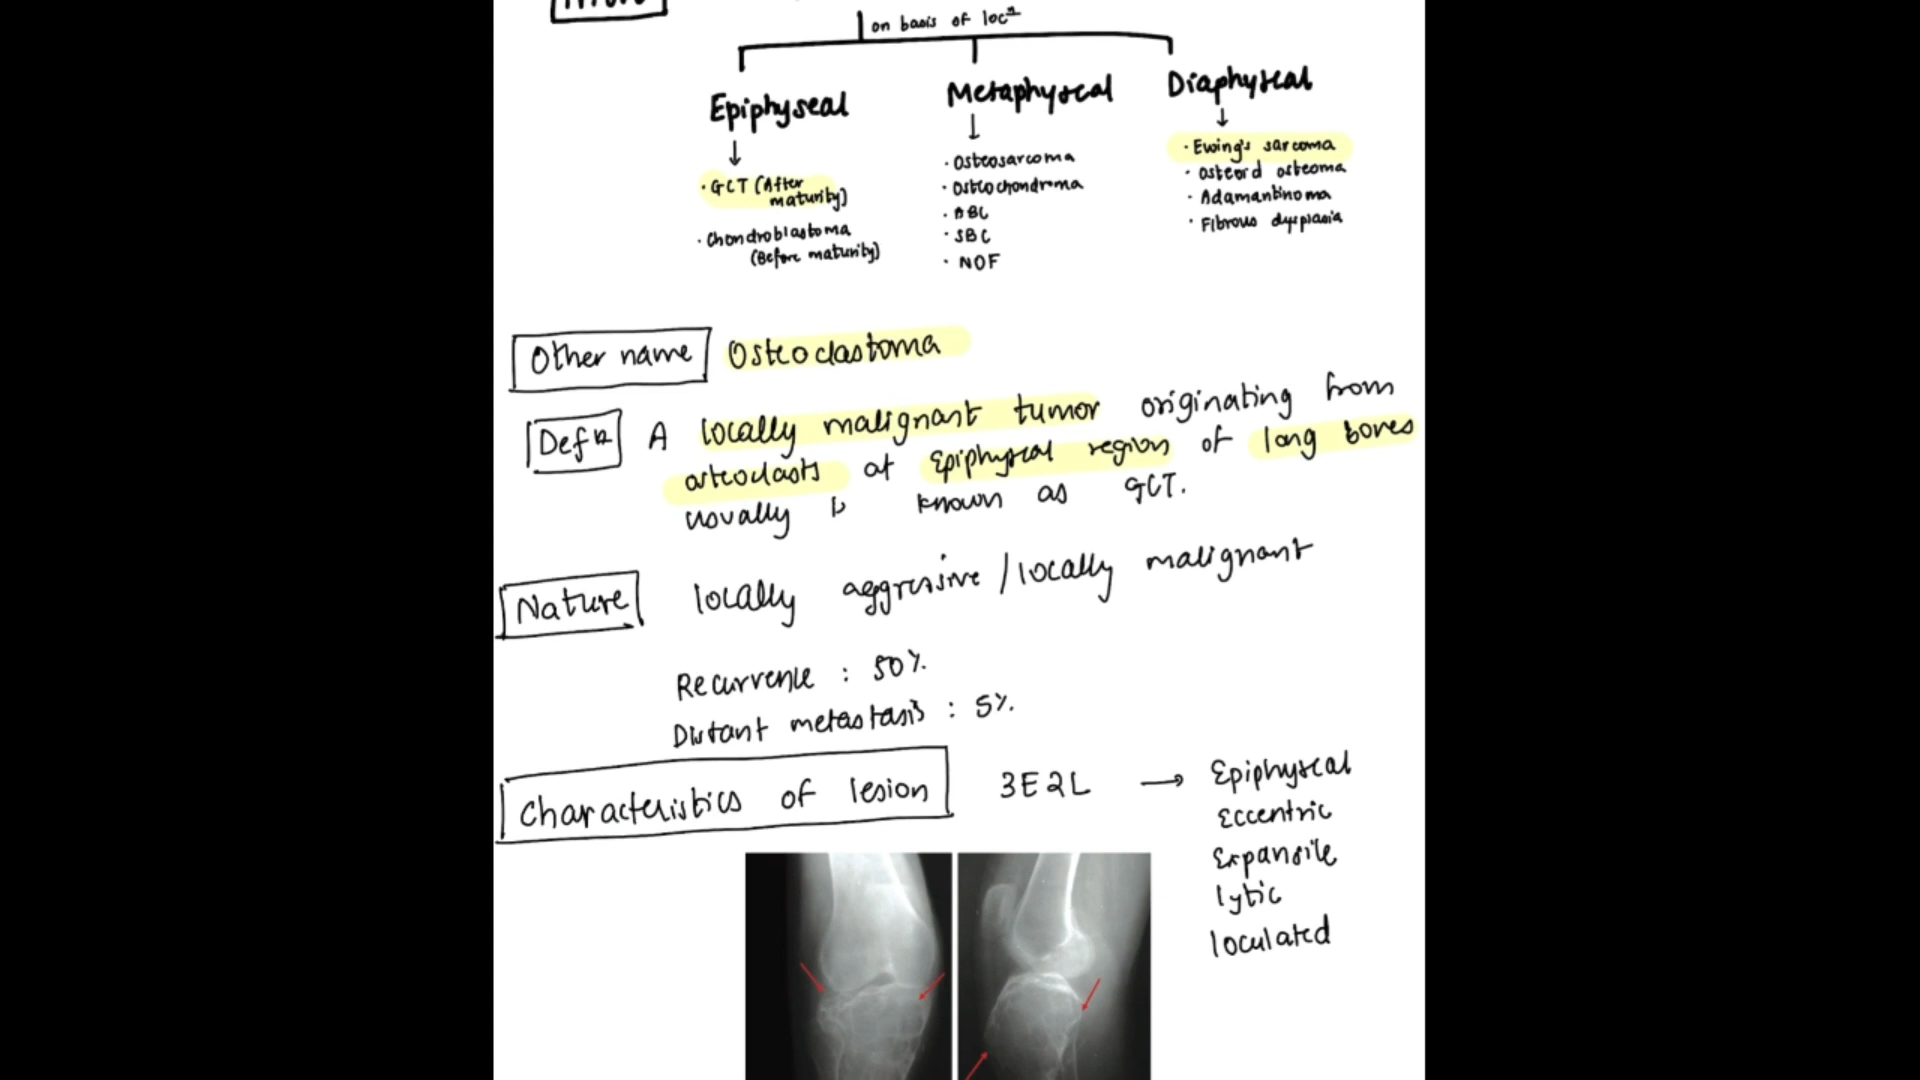 on basis of locⁿ
Epiphyseal
Metaphyseal
Diaphyseal
· GCT (After
maturity)
· Chondroblastoma
(Before maturity)
· Osteosarcoma
· Osteochondroma
· ABC
· SBC
· NOF
· Ewing's sarcoma
· Osteoid osteoma
· Adamantinoma
· Fibrous dysplasia
Other name Osteoclastoma
Defⁿ A locally malignant tumor originating from
osteoclasts at Epiphyseal region of long bones
usually is known as GCT.
Nature locally aggressive / locally malignant
Recurrence : 50%.
Distant metastasis : 5%.
Characteristics of lesion 3E2L → Epiphyseal
Eccentric
Expansile
lytic
loculated